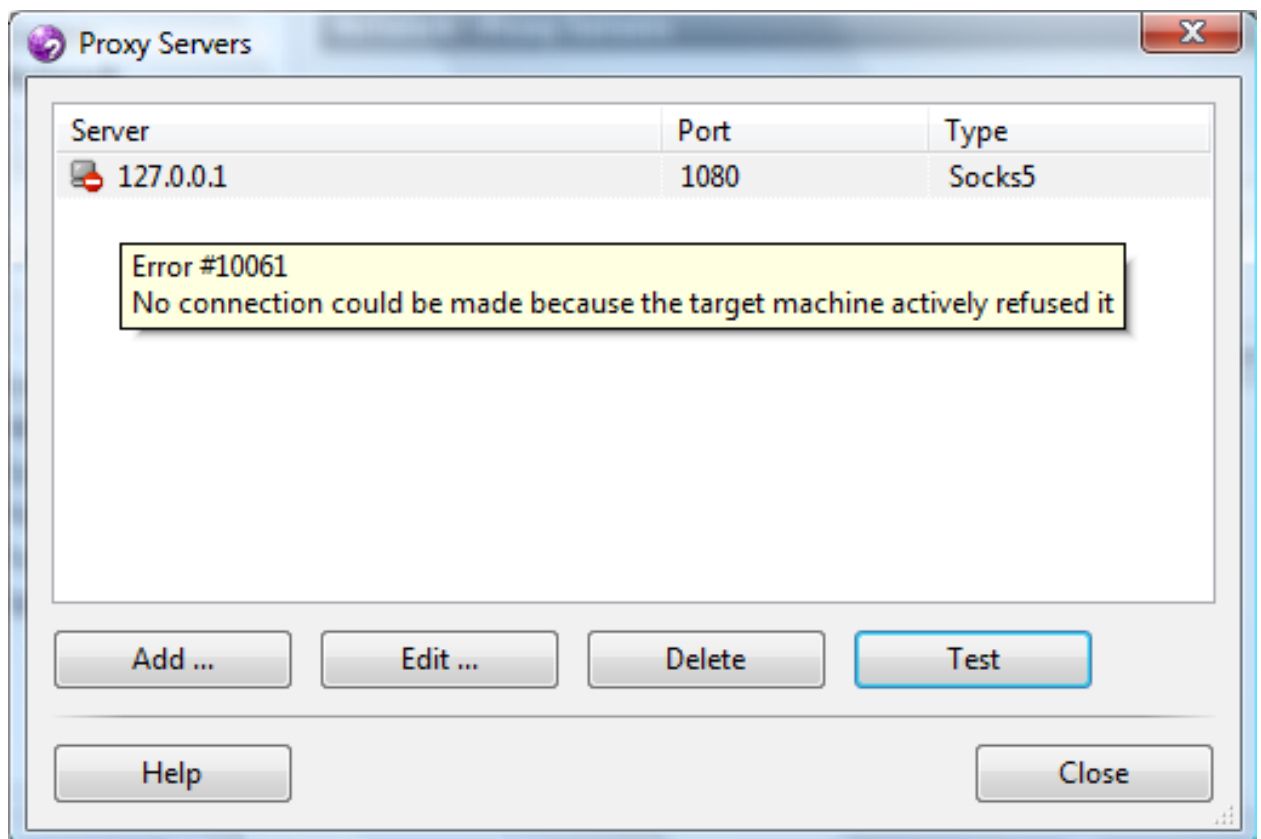 Proxy Servers
Server Port Type
127.0.0.1 1080 Socks5
Error #10061
No connection could be made because the target machine actively refused it
Add ... Edit ... Delete Test
Help Close